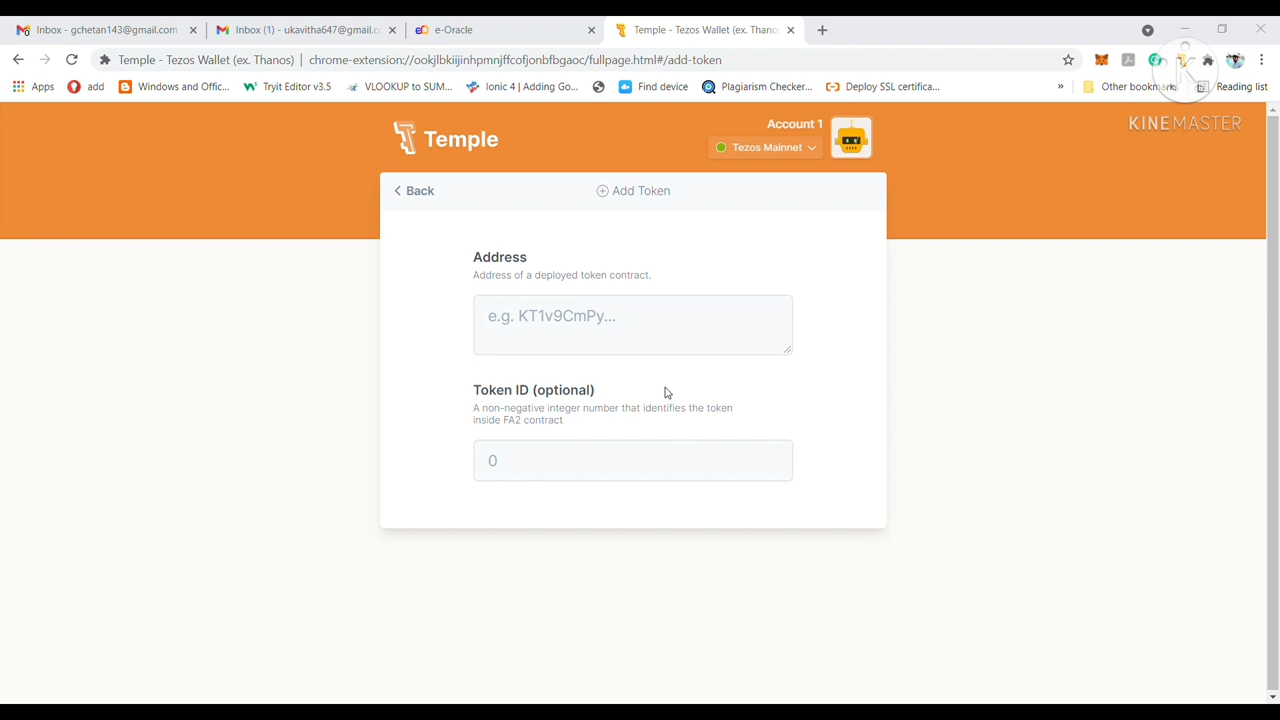 Inbox - gchetan143@gmail.com
Inbox (1) - ukavitha647@gmail.c
e-Oracle
Temple - Tezos Wallet (ex. Thano
Temple - Tezos Wallet (ex. Thanos) | chrome-extension://ookjlbkiijinhpmnjffcofjonbfbgaoc/fullpage.html#/add-token
Apps
add
Windows and Offic...
Tryit Editor v3.5
VLOOKUP to SUM...
Ionic 4 | Adding Go...
Find device
Plagiarism Checker...
Deploy SSL certifica...
»
Other bookmarks
Reading list
KINEMASTER
Temple
Account 1
Tezos Mainnet
Back
Add Token
Address
Address of a deployed token contract.
e.g. KT1v9CmPy...
Token ID (optional)
A non-negative integer number that identifies the token
inside FA2 contract
0